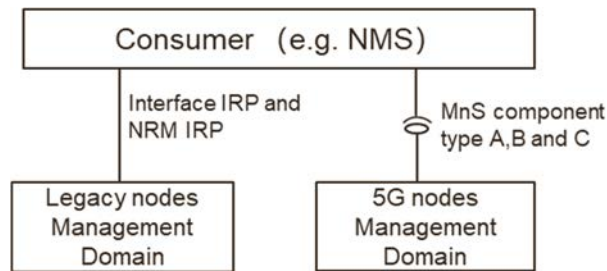 Consumer (e.g. NMS)
Interface IRP and
NRM IRP
MnS component
type A,B and C
Legacy nodes
Management
Domain
5G nodes
Management
Domain